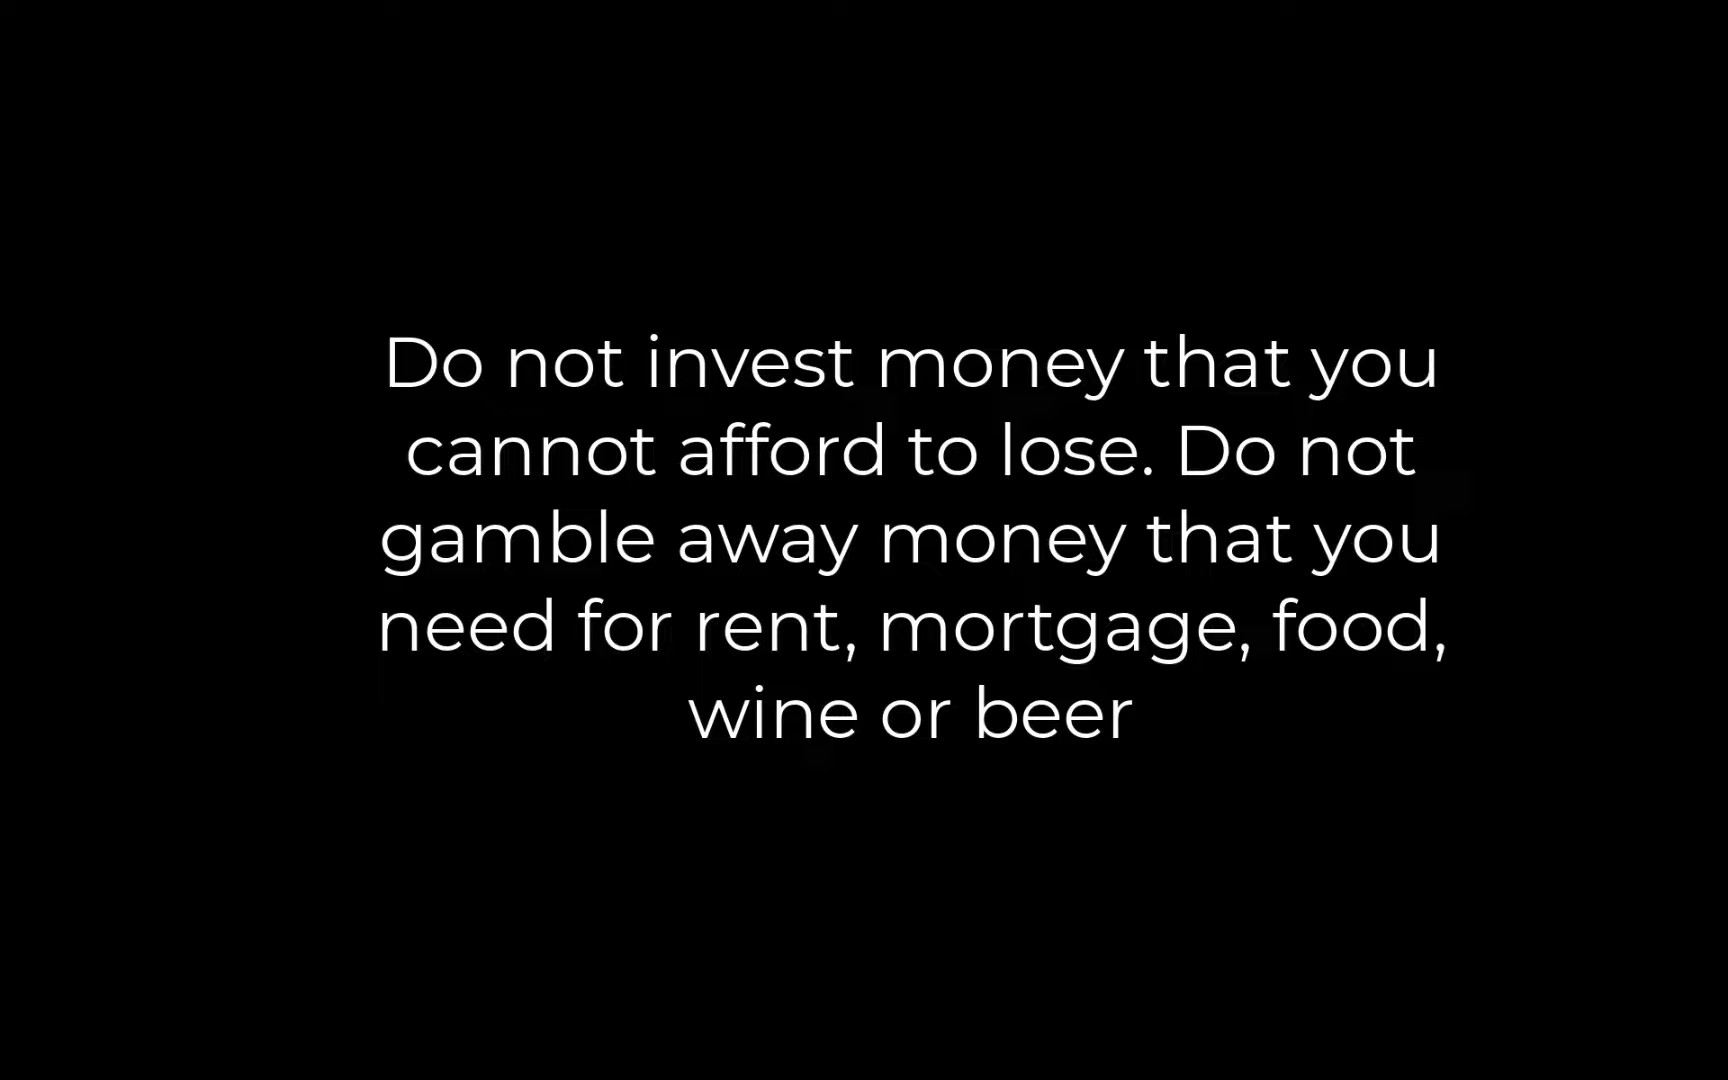 Do not invest money that you
cannot afford to lose. Do not
gamble away money that you
need for rent, mortgage, food,
wine or beer